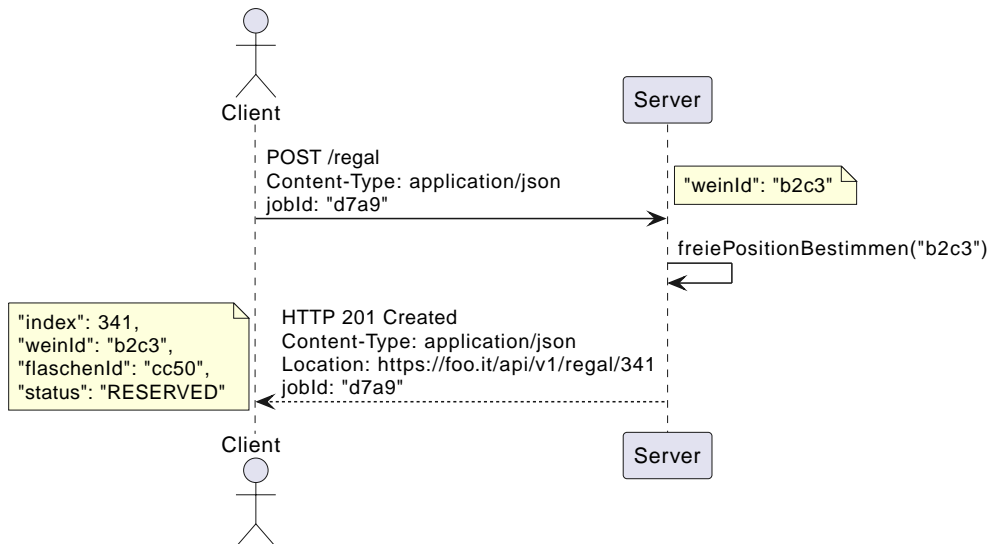 Client
Server
POST /regal
Content-Type: application/json
jobId: "d7a9"
"weinId": "b2c3"
freiePositionBestimmen("b2c3")
"index": 341,
"weinId": "b2c3",
"flaschenId": "cc50",
"status": "RESERVED"
HTTP 201 Created
Content-Type: application/json
Location: https://foo.it/api/v1/regal/341
jobId: "d7a9"
Client
Server